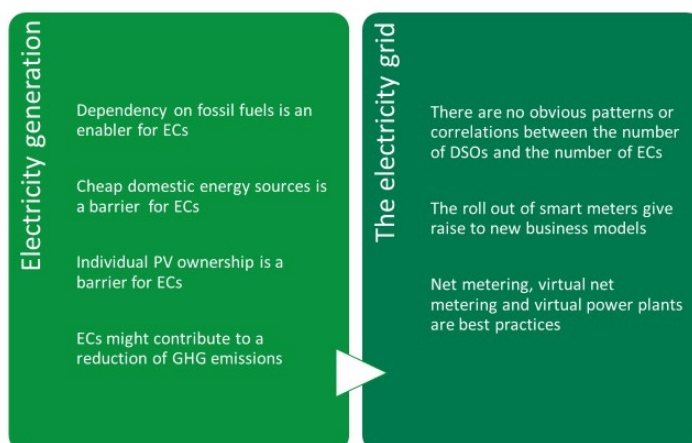 Electricity generation
Dependency on fossil fuels is an
enabler for ECs
Cheap domestic energy sources is
a barrier for ECs
Individual PV ownership is a
barrier for ECs
ECs might contribute to a
reduction of GHG emissions
The electricity grid
There are no obvious patterns or
correlations between the number
of DSOs and the number of ECs
The roll out of smart meters give
raise to new business models
Net metering, virtual net
metering and virtual power plants
are best practices